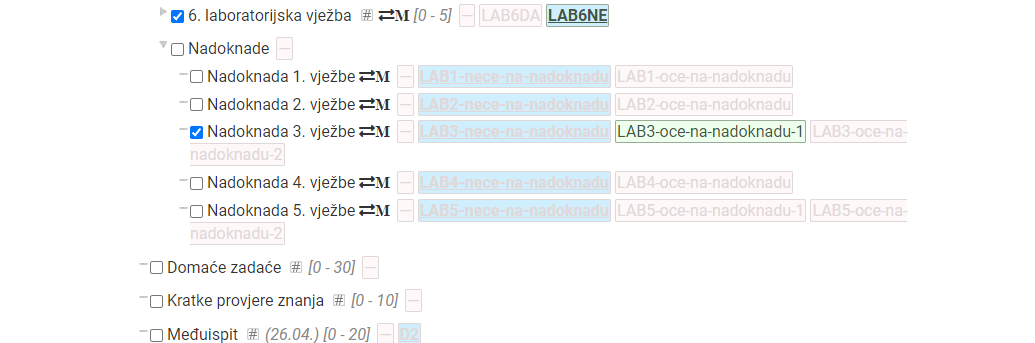 6. laboratorijska vježba # ⇄M [0 - 5] — LAB6DA LAB6NE
Nadoknade —
Nadoknada 1. vježbe ⇄M — LAB1-nece-na-nadoknadu LAB1-oce-na-nadoknadu
Nadoknada 2. vježbe ⇄M — LAB2-nece-na-nadoknadu LAB2-oce-na-nadoknadu
Nadoknada 3. vježbe ⇄M — LAB3-nece-na-nadoknadu LAB3-oce-na-nadoknadu-1 LAB3-oce-na-
nadoknadu-2
Nadoknada 4. vježbe ⇄M — LAB4-nece-na-nadoknadu LAB4-oce-na-nadoknadu
Nadoknada 5. vježbe ⇄M — LAB5-nece-na-nadoknadu LAB5-oce-na-nadoknadu-1 LAB5-oce-na-
nadoknadu-2
Domaće zadaće # [0 - 30] —
Kratke provjere znanja # [0 - 10] —
Međuispit # (26.04.) [0 - 20] — D2